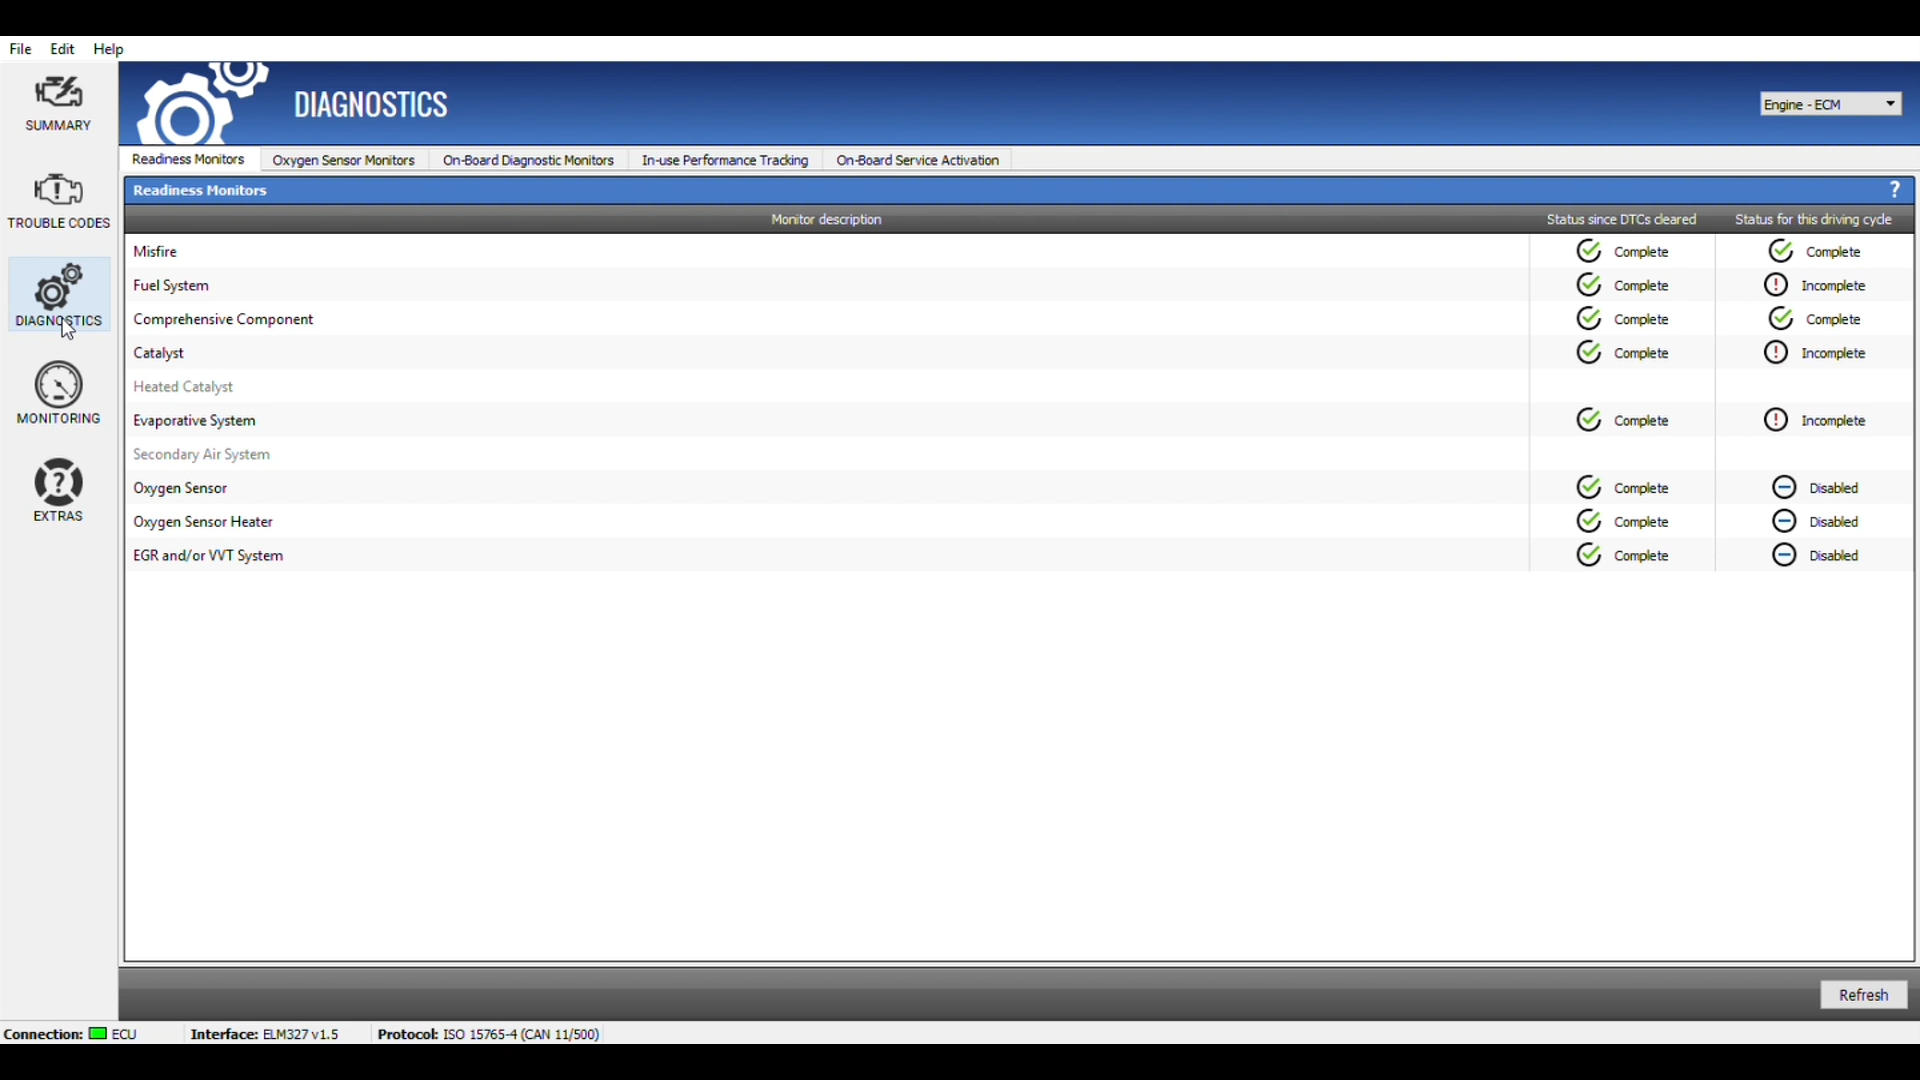 File Edit Help
SUMMARY
TROUBLE CODES
DIAGNOSTICS
MONITORING
EXTRAS
DIAGNOSTICS
Engine - ECM
Readiness Monitors Oxygen Sensor Monitors On-Board Diagnostic Monitors In-use Performance Tracking On-Board Service Activation
Readiness Monitors ?
Monitor description Status since DTCs cleared Status for this driving cycle
Misfire Complete Complete
Fuel System Complete Incomplete
Comprehensive Component Complete Complete
Catalyst Complete Incomplete
Heated Catalyst
Evaporative System Complete Incomplete
Secondary Air System
Oxygen Sensor Complete Disabled
Oxygen Sensor Heater Complete Disabled
EGR and/or VVT System Complete Disabled
Refresh
Connection: ECU Interface: ELM327 v1.5 Protocol: ISO 15765-4 (CAN 11/500)